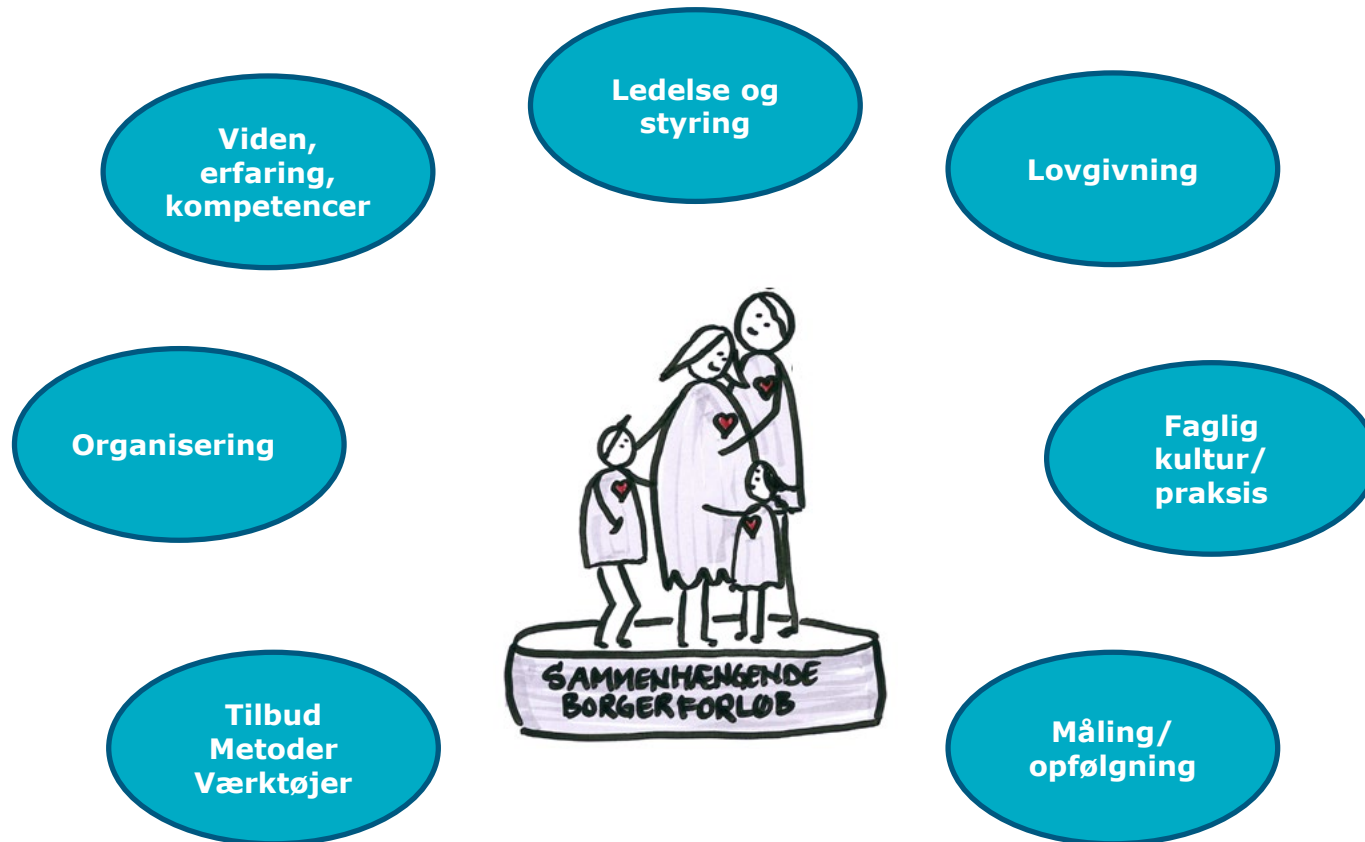 Ledelse og
styring
Viden,
erfaring,
kompetencer
Lovgivning
Organisering
Faglig
kultur/
praksis
SAMMENHÆNGENDE
BORGERFORLØB
Tilbud
Metoder
Værktøjer
Måling/
opfølgning